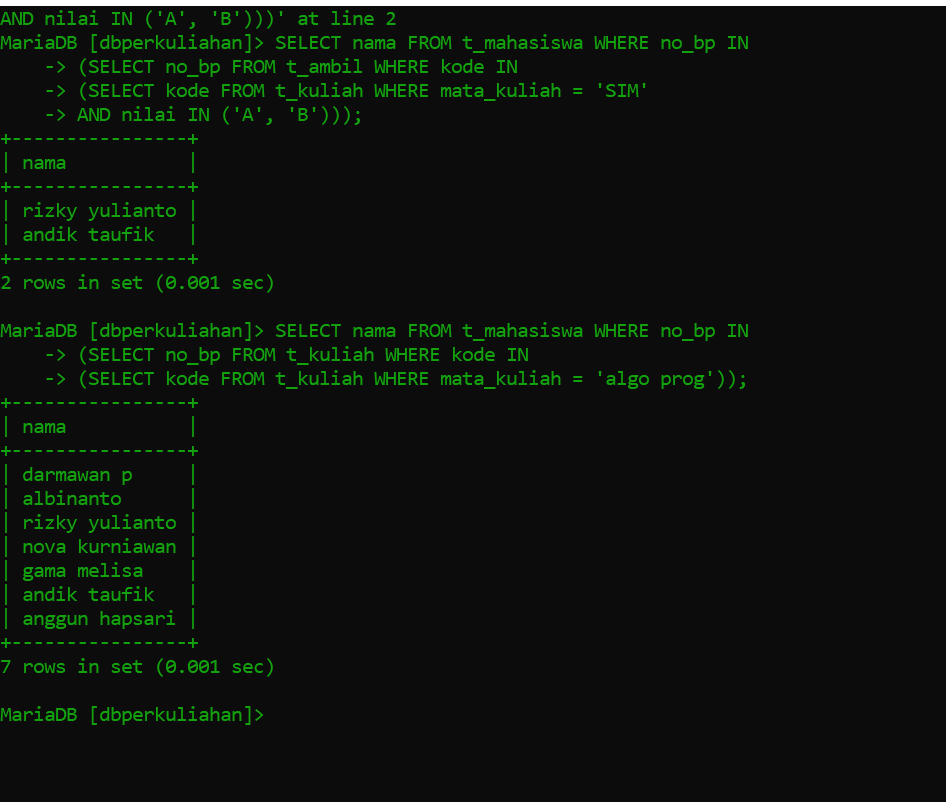 AND nilai IN ('A', 'B')))' at line 2
MariaDB [dbperkuliahan]> SELECT nama FROM t_mahasiswa WHERE no_bp IN
    -> (SELECT no_bp FROM t_ambil WHERE kode IN
    -> (SELECT kode FROM t_kuliah WHERE mata_kuliah = 'SIM'
    -> AND nilai IN ('A', 'B')));
+----------------+
| nama           |
+----------------+
| rizky yulianto |
| andik taufik   |
+----------------+
2 rows in set (0.001 sec)

MariaDB [dbperkuliahan]> SELECT nama FROM t_mahasiswa WHERE no_bp IN
    -> (SELECT no_bp FROM t_kuliah WHERE kode IN
    -> (SELECT kode FROM t_kuliah WHERE mata_kuliah = 'algo prog'));
+----------------+
| nama           |
+----------------+
| darmawan p     |
| albinanto      |
| rizky yulianto |
| nova kurniawan |
| gama melisa    |
| andik taufik   |
| anggun hapsari |
+----------------+
7 rows in set (0.001 sec)

MariaDB [dbperkuliahan]>